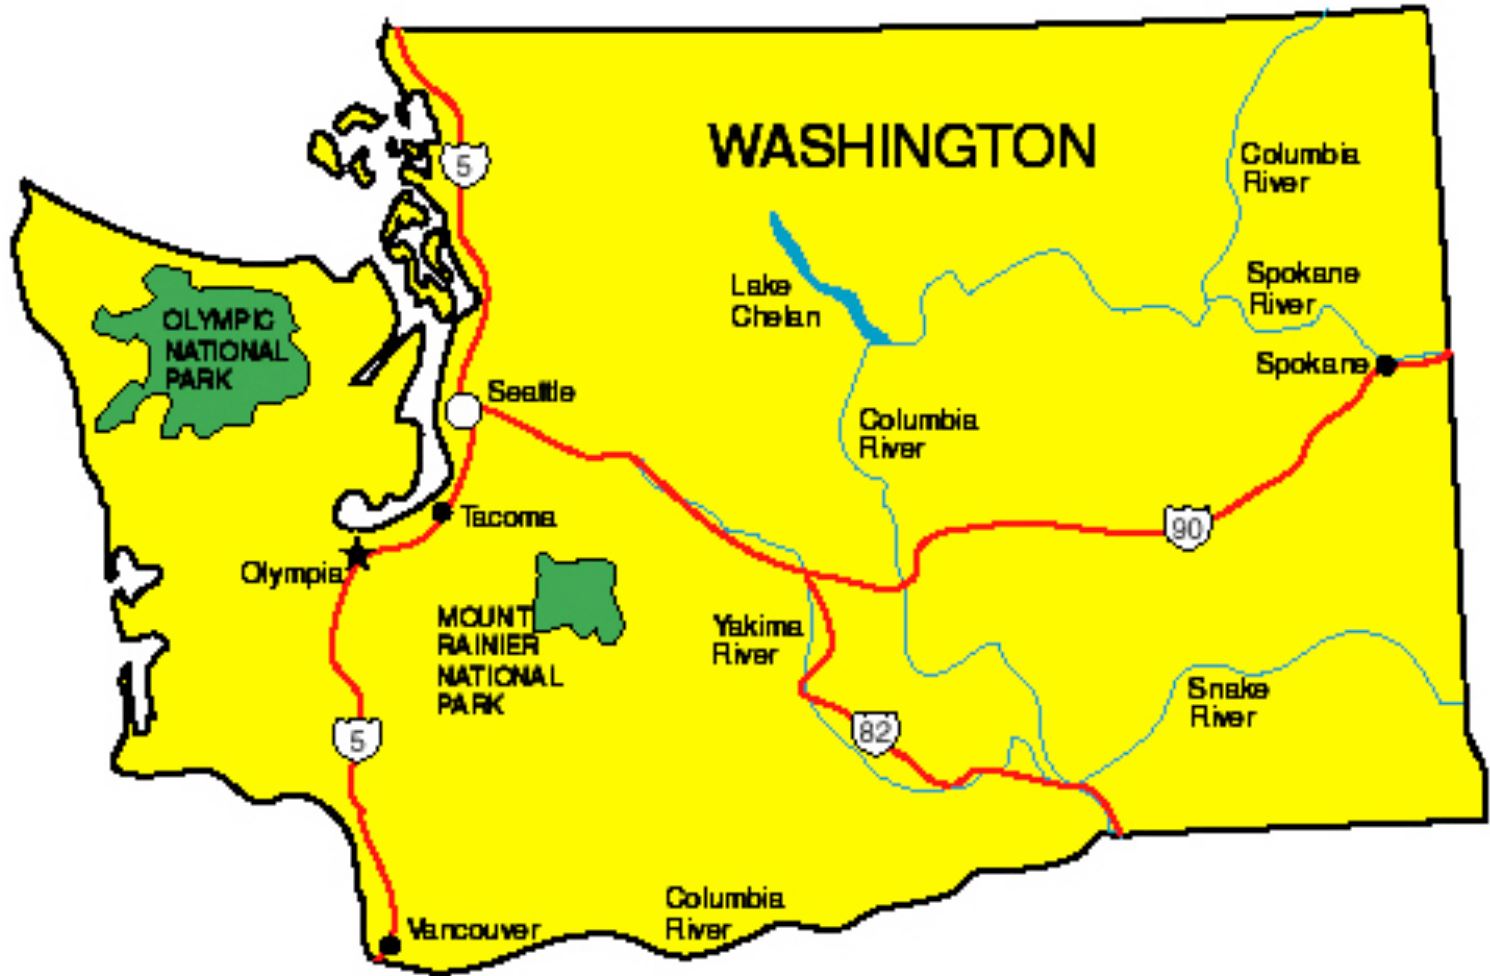 WASHINGTON
5
Columbia
River
Lake
Chelan
Spokane
River
OLYMPIC
NATIONAL
PARK
Spokane
Seattle
Columbia
River
Tacoma
90
Olympia
MOUNT
RAINIER
NATIONAL
PARK
Yakima
River
Snake
River
5
82
Columbia
River
Vancouver